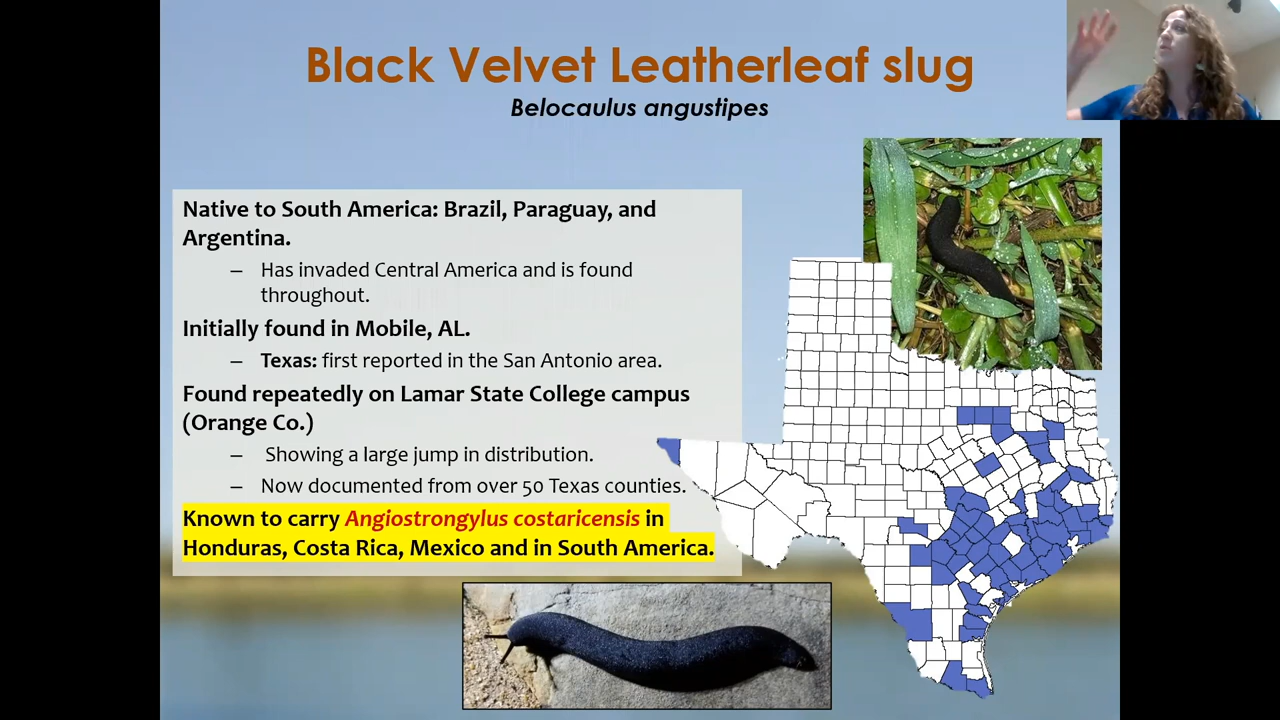 Black Velvet Leatherleaf slug
Belocaulus angustipes
Native to South America: Brazil, Paraguay, and
Argentina.
– Has invaded Central America and is found
throughout.
Initially found in Mobile, AL.
– Texas: first reported in the San Antonio area.
Found repeatedly on Lamar State College campus
(Orange Co.)
– Showing a large jump in distribution.
– Now documented from over 50 Texas counties.
Known to carry Angiostrongylus costaricensis in
Honduras, Costa Rica, Mexico and in South America.